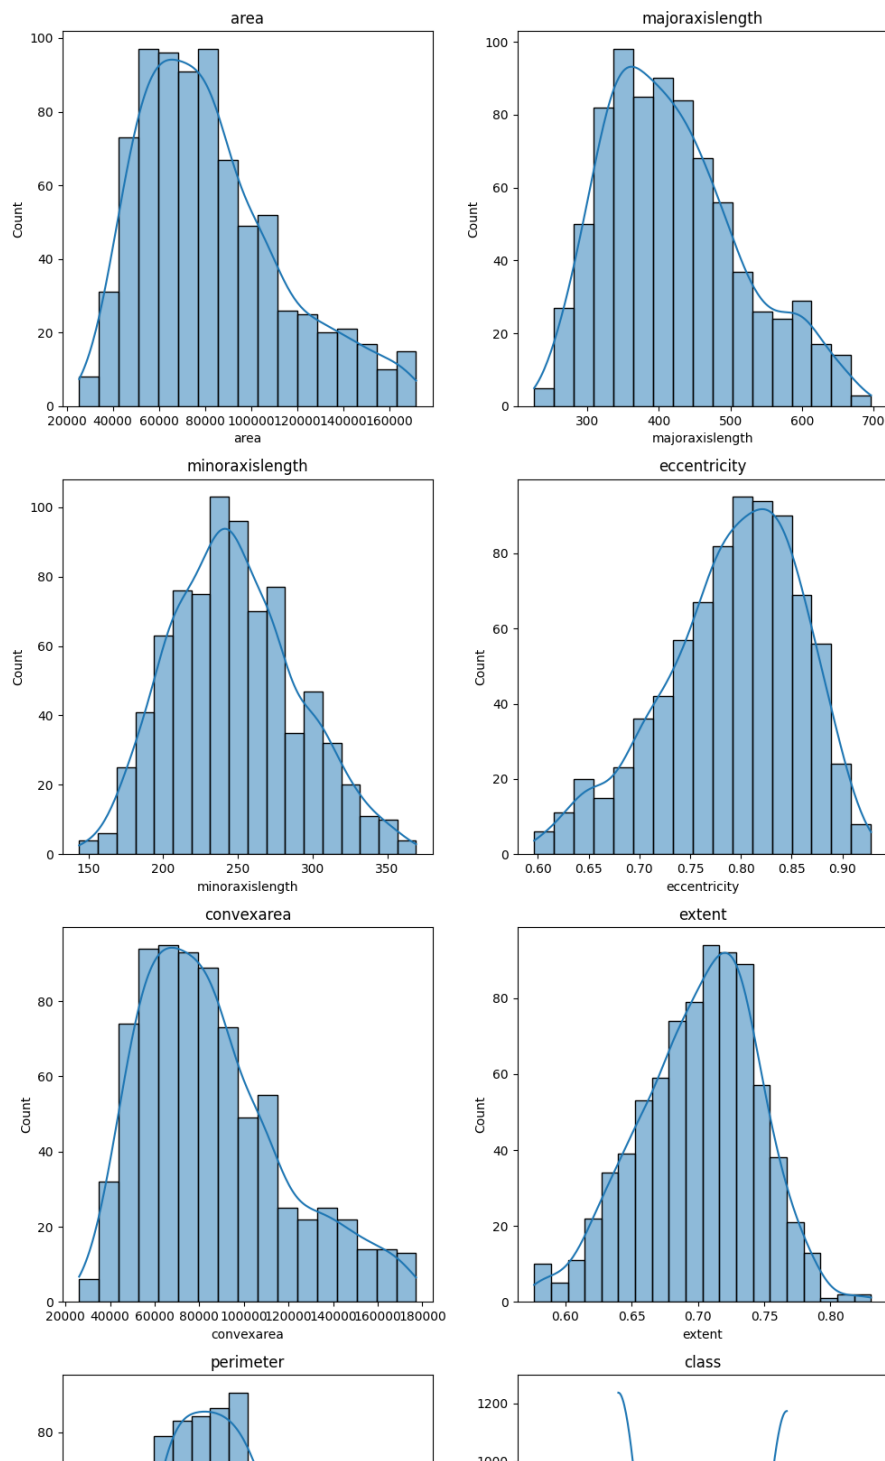 area
majoraxislength
100
80
60
40
20
0
Count
20000 40000 60000 80000 100000 120000 140000 160000
area
100
80
60
40
20
0
Count
300 400 500 600 700
majoraxislength
minoraxislength
eccentricity
100
80
60
40
20
0
Count
150 200 250 300 350
minoraxislength
80
60
40
20
0
Count
0.60 0.65 0.70 0.75 0.80 0.85 0.90
eccentricity
convexarea
extent
80
60
40
20
0
Count
20000 40000 60000 80000 100000 120000 140000 160000 180000
convexarea
80
60
40
20
0
Count
0.60 0.65 0.70 0.75 0.80
extent
perimeter
class
80
1200
1000